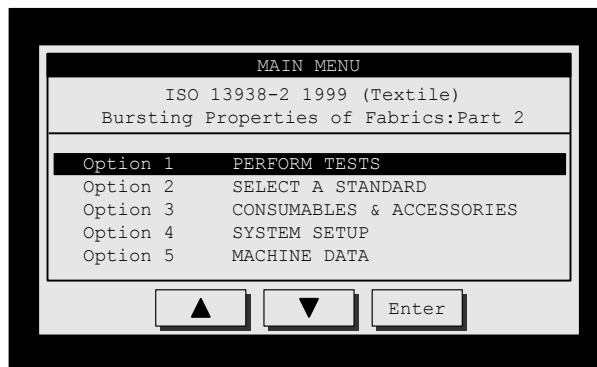 MAIN MENU
ISO 13938-2 1999 (Textile)
Bursting Properties of Fabrics:Part 2
Option 1 PERFORM TESTS
Option 2 SELECT A STANDARD
Option 3 CONSUMABLES & ACCESSORIES
Option 4 SYSTEM SETUP
Option 5 MACHINE DATA
▲ ▼ Enter